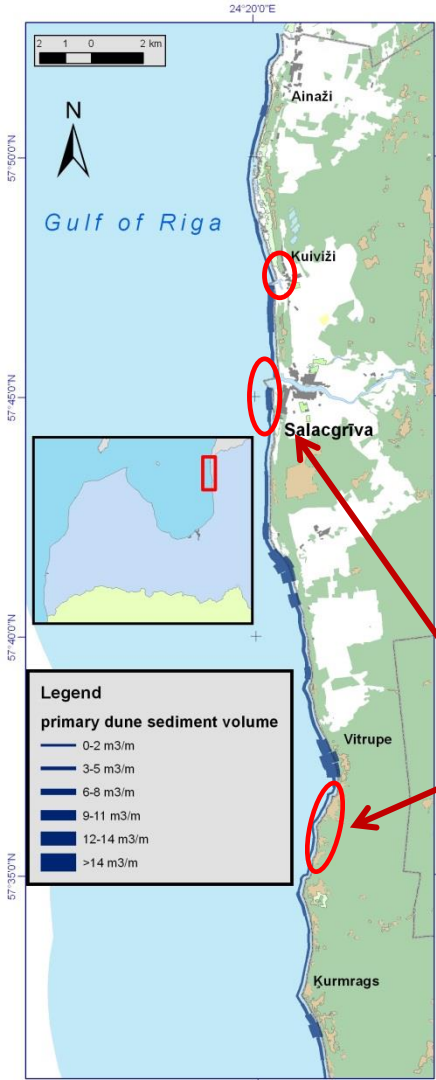 24°20'0"E
2 1 0 2 km
Ainaži
N
57°50'0"N
Gulf of Riga
Kuiviži
57°45'0"N
Salacgrīva
57°40'0"N
Legend
primary dune sediment volume
0-2 m3/m
3-5 m3/m
6-8 m3/m
9-11 m3/m
12-14 m3/m
>14 m3/m
Vitrupe
57°35'0"N
Ķurmrags